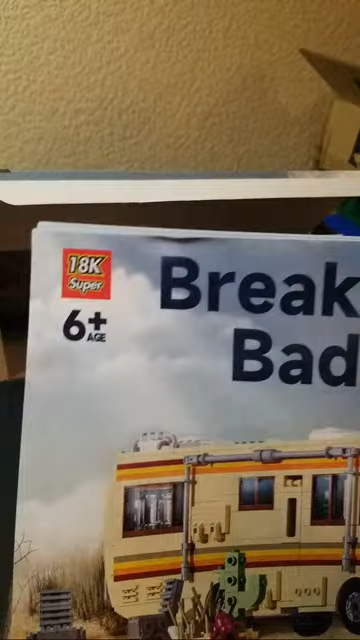 18K
Super
6+
AGE
Break
Bad